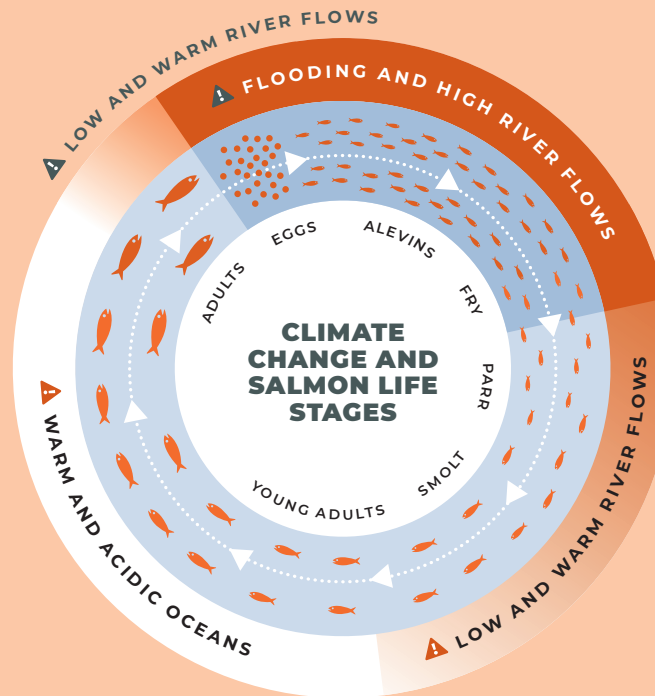 LOW AND WARM RIVER FLOWS
FLOODING AND HIGH RIVER FLOWS
EGGS
ALEVINS
FRY
PARR
SMOLT
YOUNG ADULTS
ADULTS
CLIMATE
CHANGE AND
SALMON LIFE
STAGES
LOW AND WARM RIVER FLOWS
WARM AND ACIDIC OCEANS